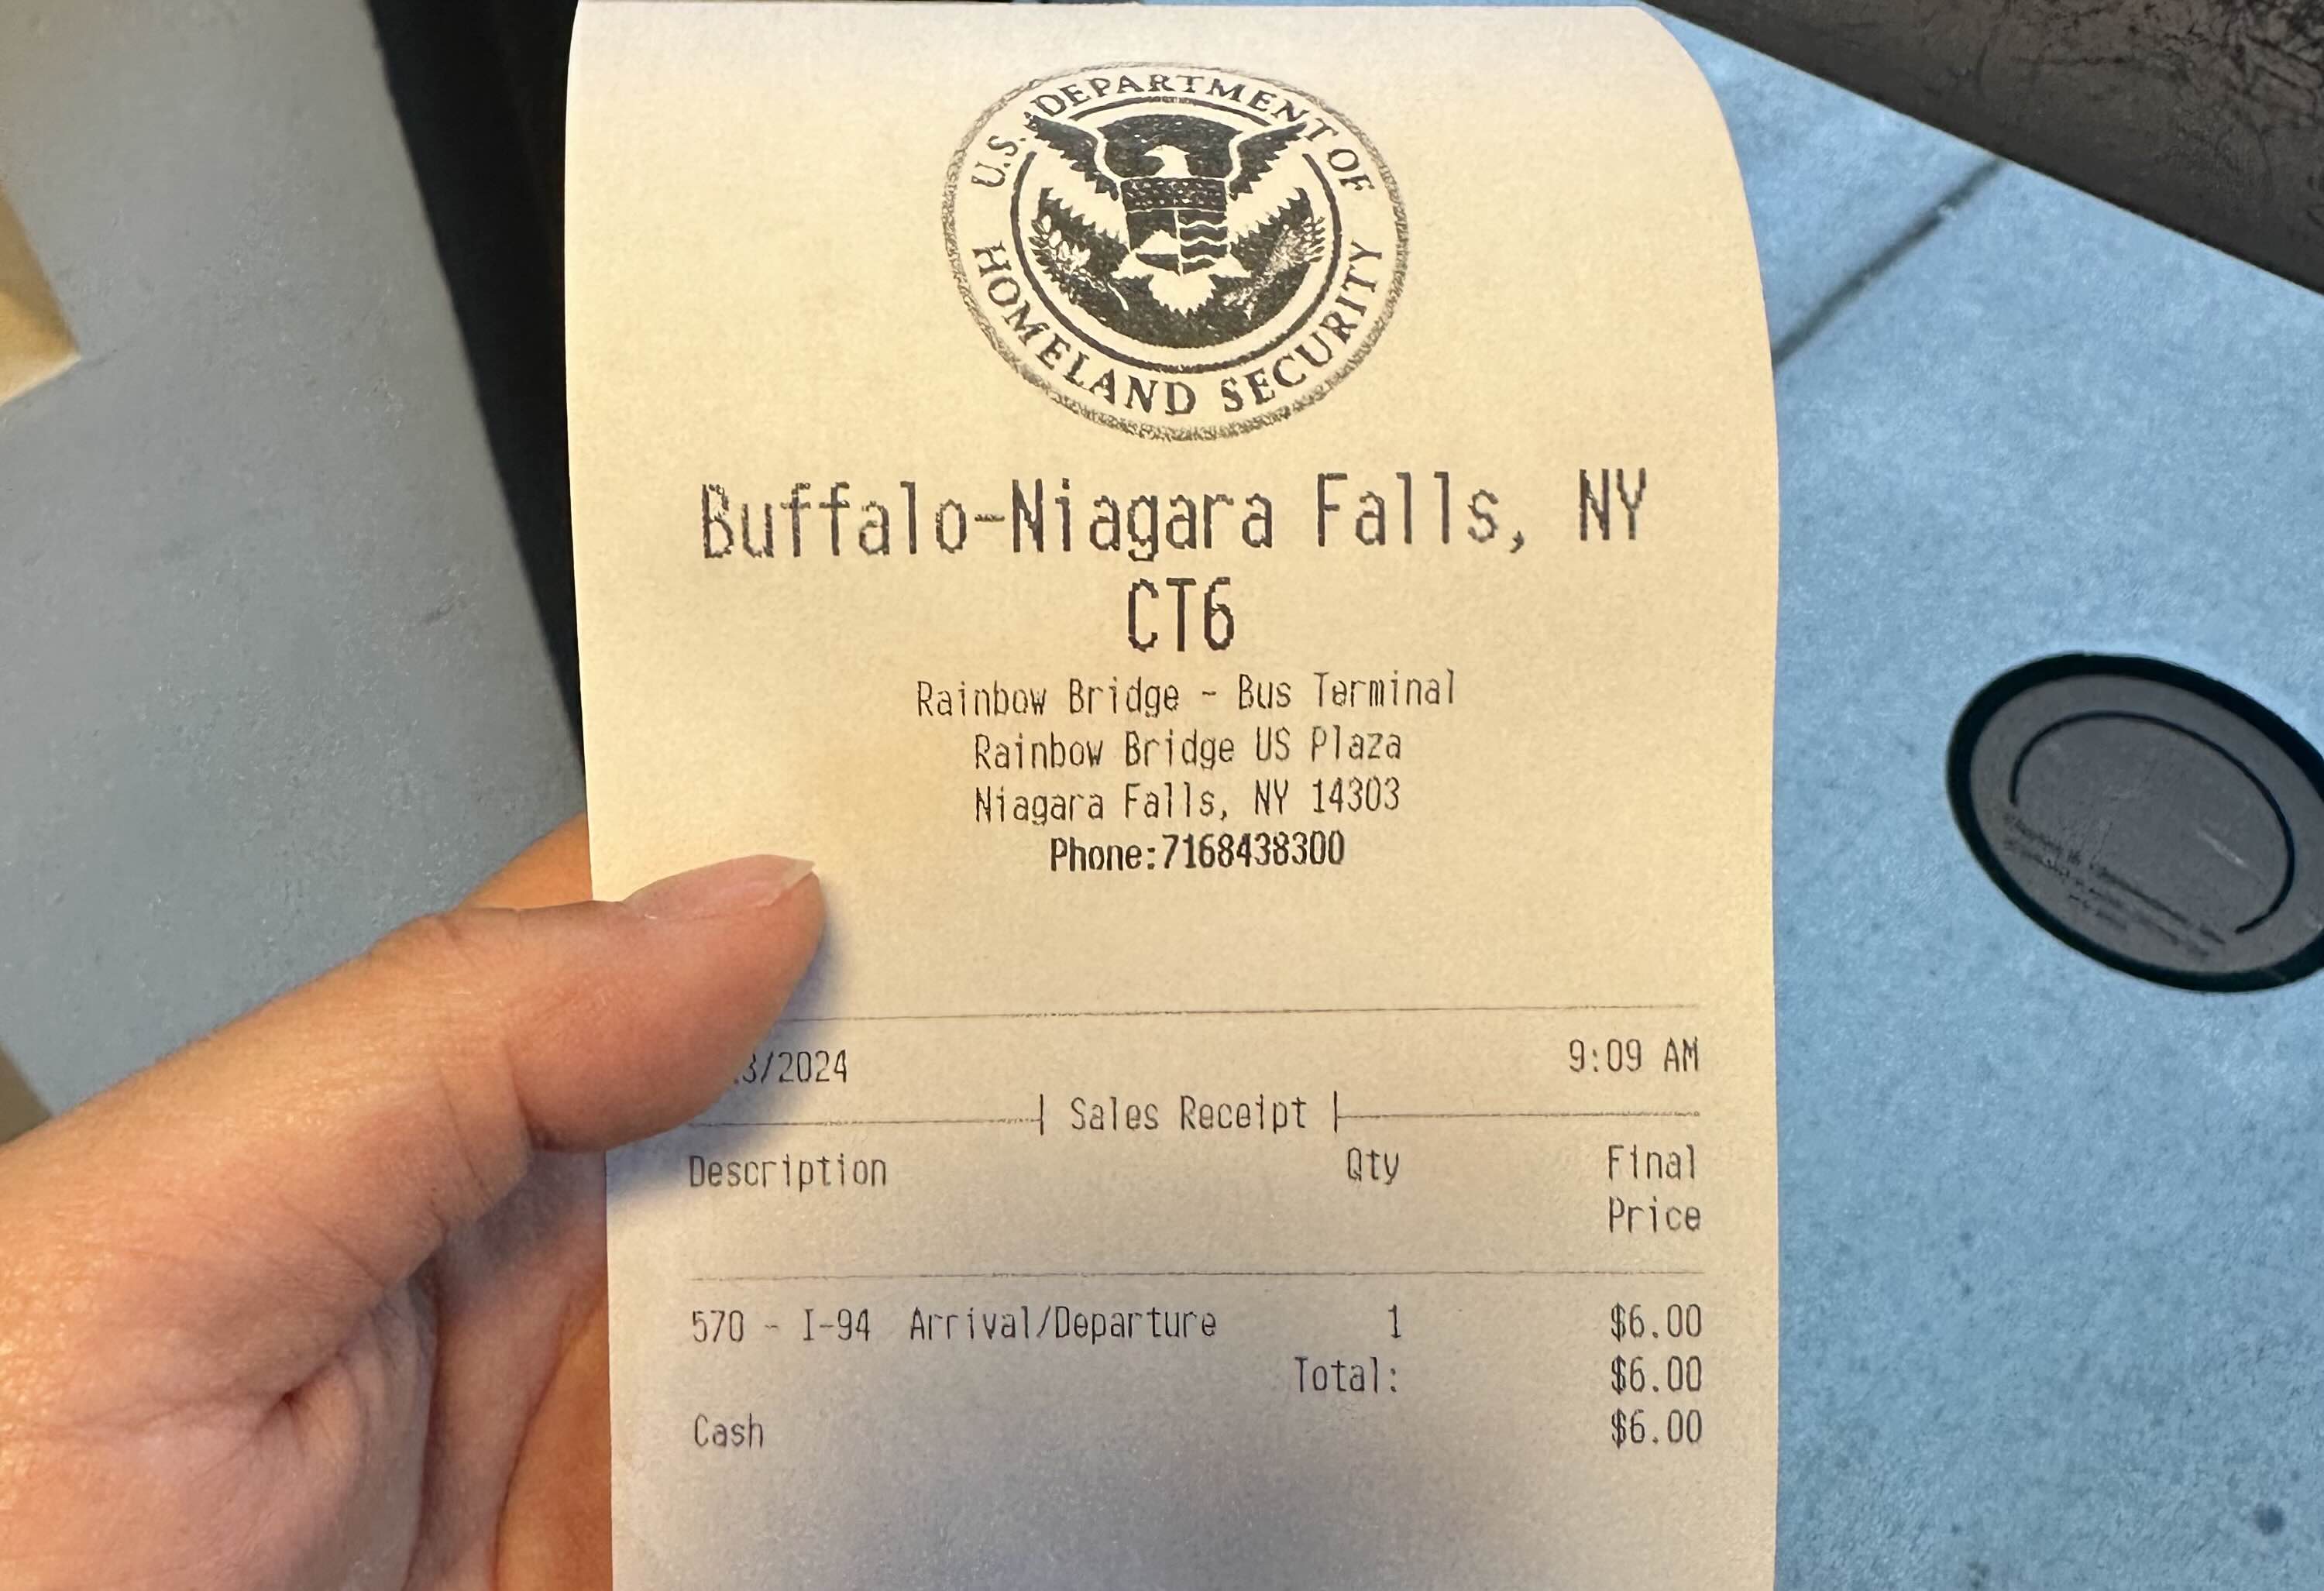 U.S. DEPARTMENT OF
HOMELAND SECURITY
Buffalo-Niagara Falls, NY
CT6
Rainbow Bridge - Bus Terminal
Rainbow Bridge US Plaza
Niagara Falls, NY 14303
Phone:7168438300
3/2024 9:09 AM
Sales Receipt
Description Qty Final
Price
570 - I-94 Arrival/Departure 1 $6.00
Total: $6.00
Cash $6.00